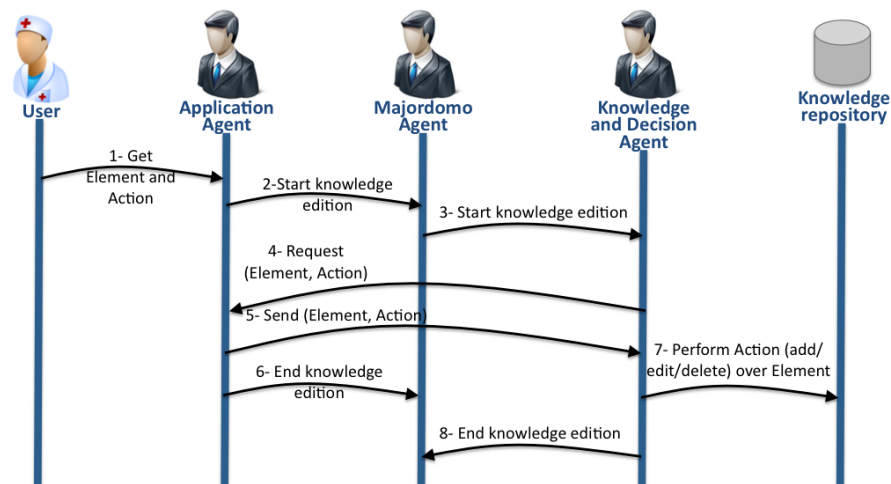 User
Application
Agent
Majordomo
Agent
Knowledge
and Decision
Agent
Knowledge
repository
1- Get
Element and
Action
2-Start knowledge
edition
3- Start knowledge edition
4- Request
(Element, Action)
5- Send (Element, Action)
6- End knowledge
edition
7- Perform Action (add/
edit/delete) over Element
8- End knowledge edition